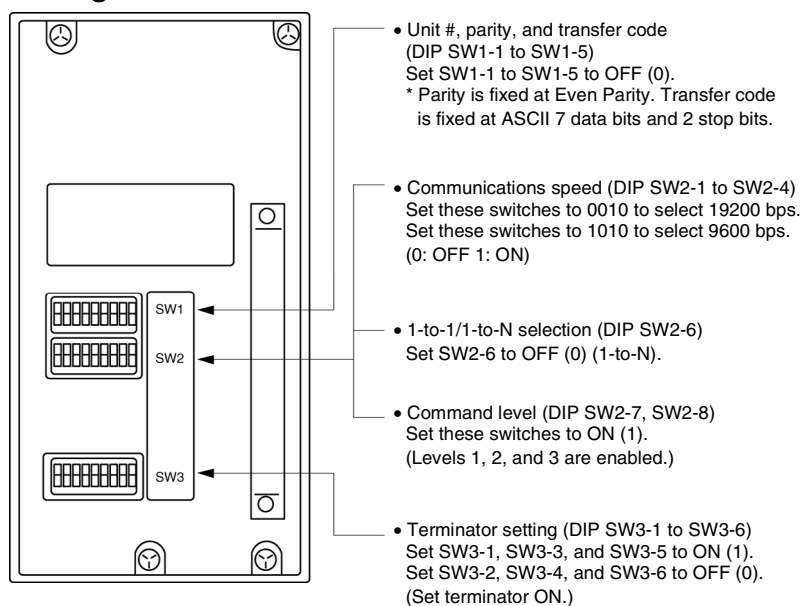 • Unit #, parity, and transfer code
(DIP SW1-1 to SW1-5)
Set SW1-1 to SW1-5 to OFF (0).
* Parity is fixed at Even Parity. Transfer code
is fixed at ASCII 7 data bits and 2 stop bits.
• Communications speed (DIP SW2-1 to SW2-4)
Set these switches to 0010 to select 19200 bps.
Set these switches to 1010 to select 9600 bps.
(0: OFF 1: ON)
SW1
• 1-to-1/1-to-N selection (DIP SW2-6)
Set SW2-6 to OFF (0) (1-to-N).
SW2
• Command level (DIP SW2-7, SW2-8)
Set these switches to ON (1).
(Levels 1, 2, and 3 are enabled.)
SW3
• Terminator setting (DIP SW3-1 to SW3-6)
Set SW3-1, SW3-3, and SW3-5 to ON (1).
Set SW3-2, SW3-4, and SW3-6 to OFF (0).
(Set terminator ON.)